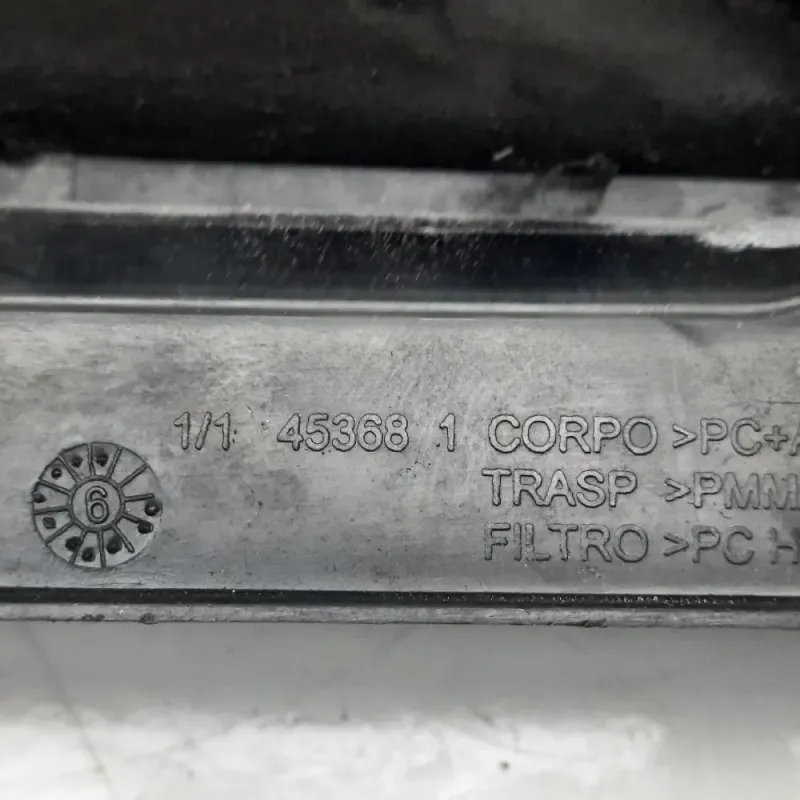 1/1 45368 1 CORPO >PC+A
TRASP >PMM
FILTRO >PC H
6